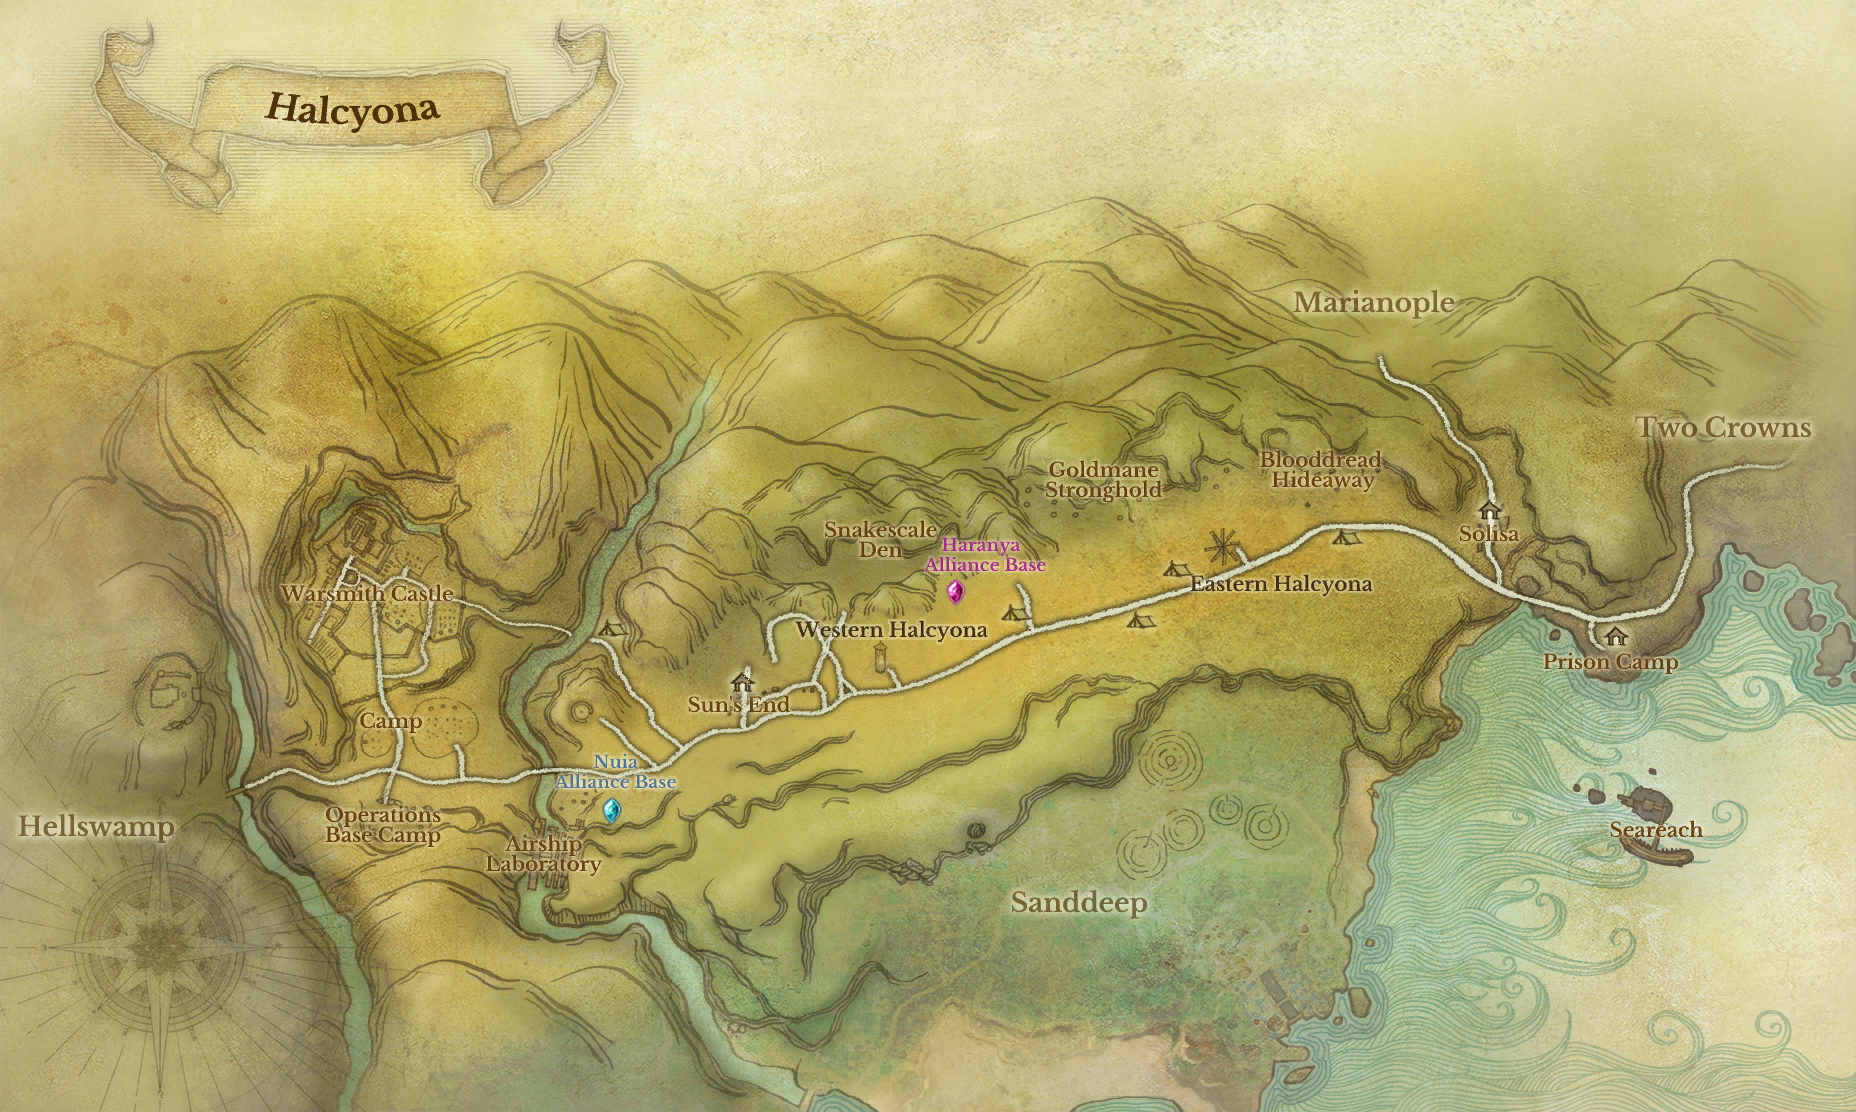 Halcyona
Marianople
Two Crowns
Goldmane
Stronghold
Blooddread
Hideaway
Snakescale
Den
Haranya
Alliance Base
Solisa
Warsmith Castle
Eastern Halcyona
Western Halcyona
Prison Camp
Sun's End
Camp
Nuia
Alliance Base
Hellswamp
Operations
Base Camp
Airship
Laboratory
Seareach
Sanddeep